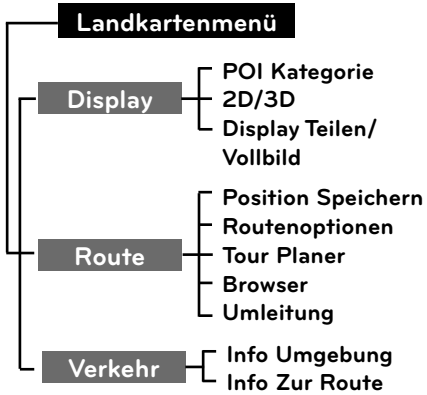 Landkartenmenü
Display
POI Kategorie
2D/3D
Display Teilen/
Vollbild
Route
Position Speichern
Routenoptionen
Tour Planer
Browser
Umleitung
Verkehr
Info Umgebung
Info Zur Route